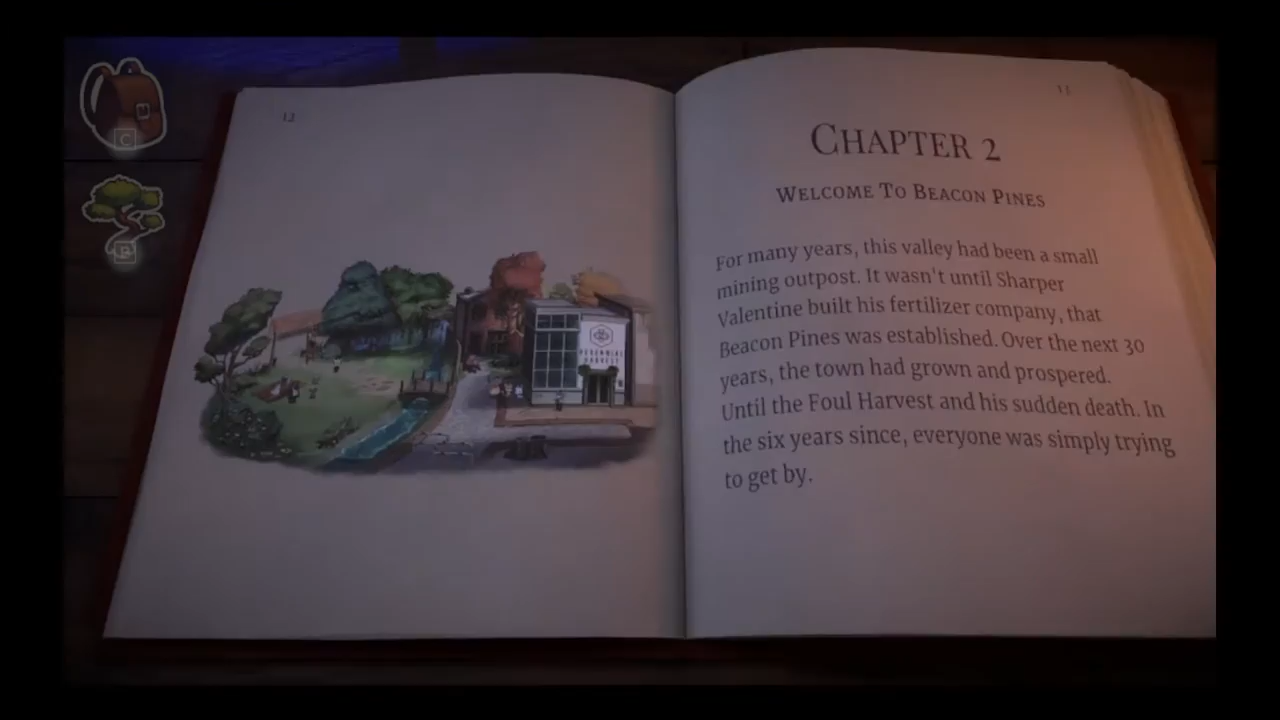 C
12
13
CHAPTER 2
WELCOME TO BEACON PINES
For many years, this valley had been a small
mining outpost. It wasn't until Sharper
Valentine built his fertilizer company, that
Beacon Pines was established. Over the next 30
years, the town had grown and prospered.
Until the Foul Harvest and his sudden death. In
the six years since, everyone was simply trying
to get by.
PERENNIAL
HARVEST